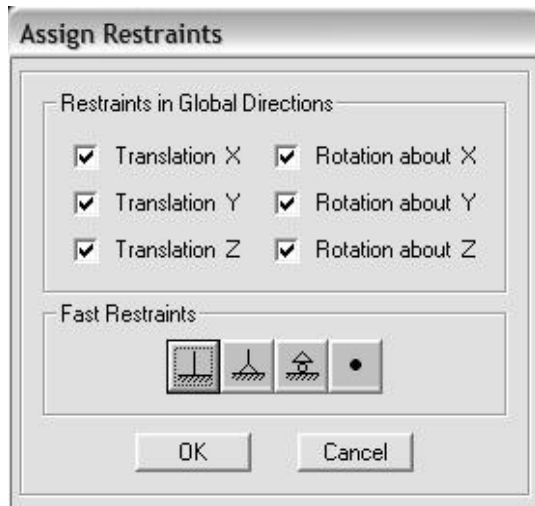 Assign Restraints
Restraints in Global Directions
Translation X Rotation about X
Translation Y Rotation about Y
Translation Z Rotation about Z
Fast Restraints
OK Cancel